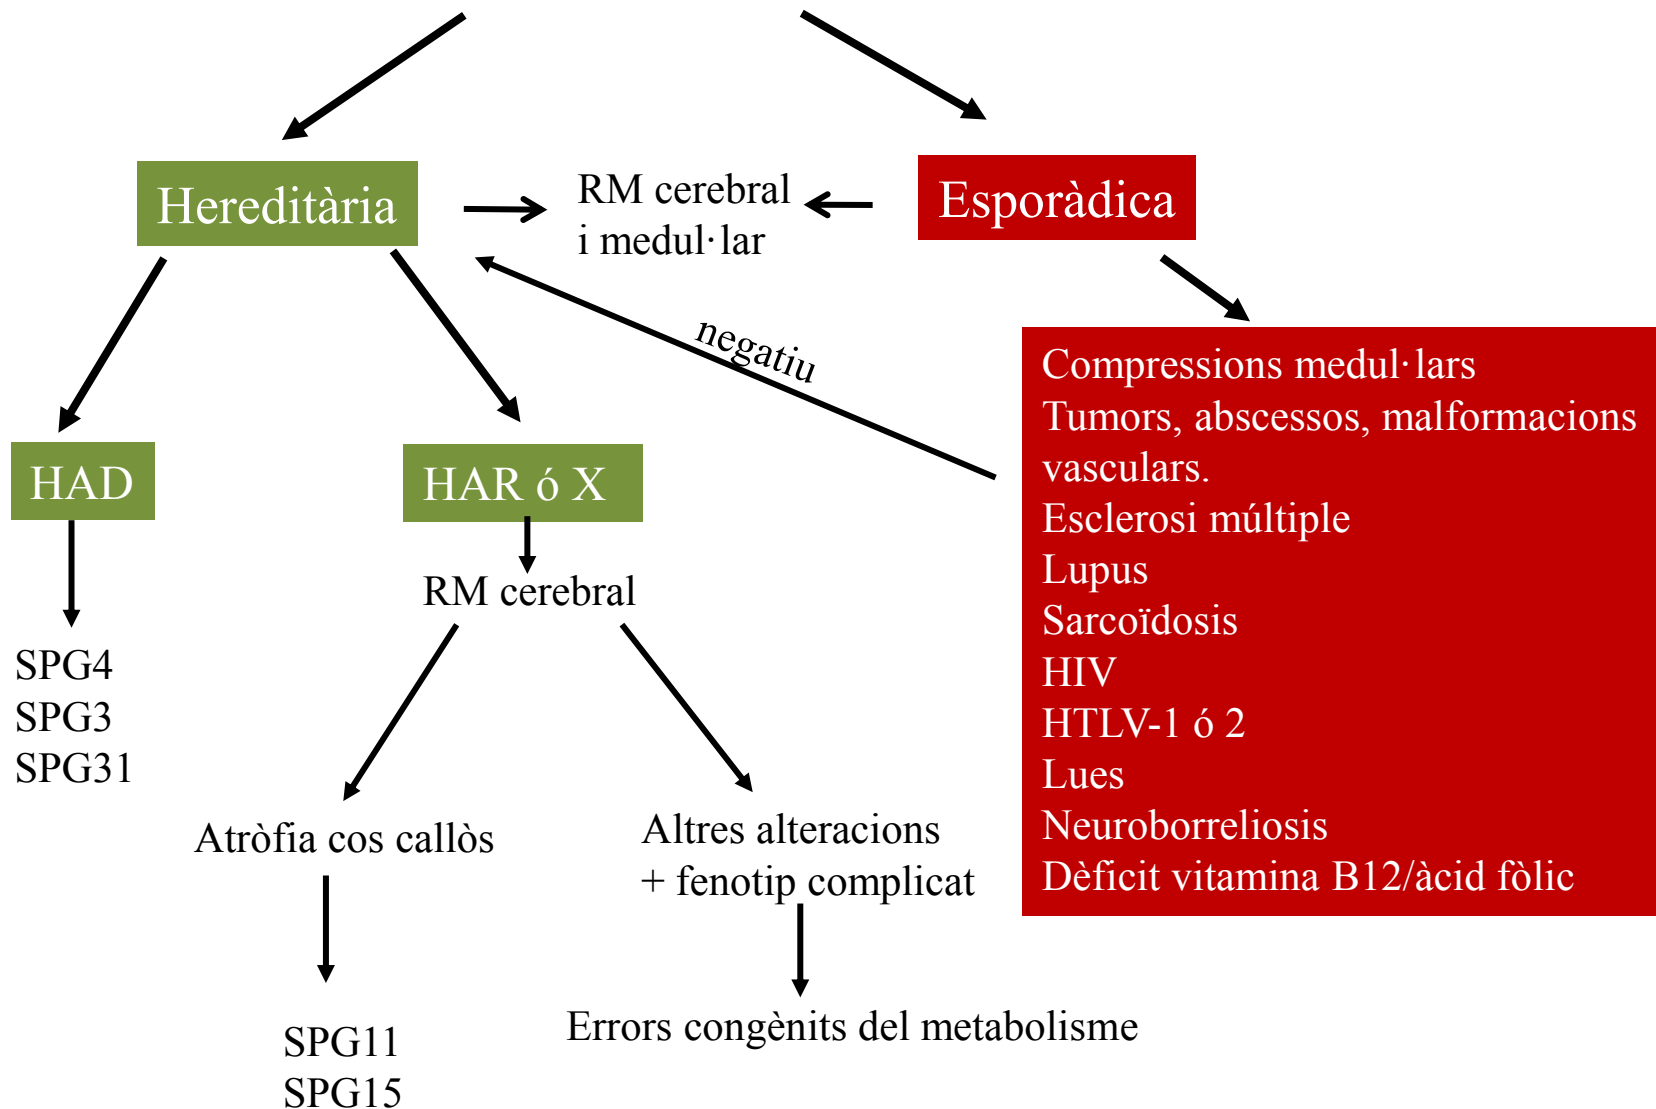 Hereditària
RM cerebral
i medul·lar
Esporàdica
negatiu
Compressions medul·lars
Tumors, abscessos, malformacions
vasculars.
Esclerosi múltiple
Lupus
Sarcoïdosis
HIV
HTLV-1 ó 2
Lues
Neuroborreliosis
Dèficit vitamina B12/àcid fòlic
HAD
HAR ó X
RM cerebral
SPG4
SPG3
SPG31
Atròfia cos callòs
Altres alteracions
+ fenotip complicat
SPG11
SPG15
Errors congènits del metabolisme